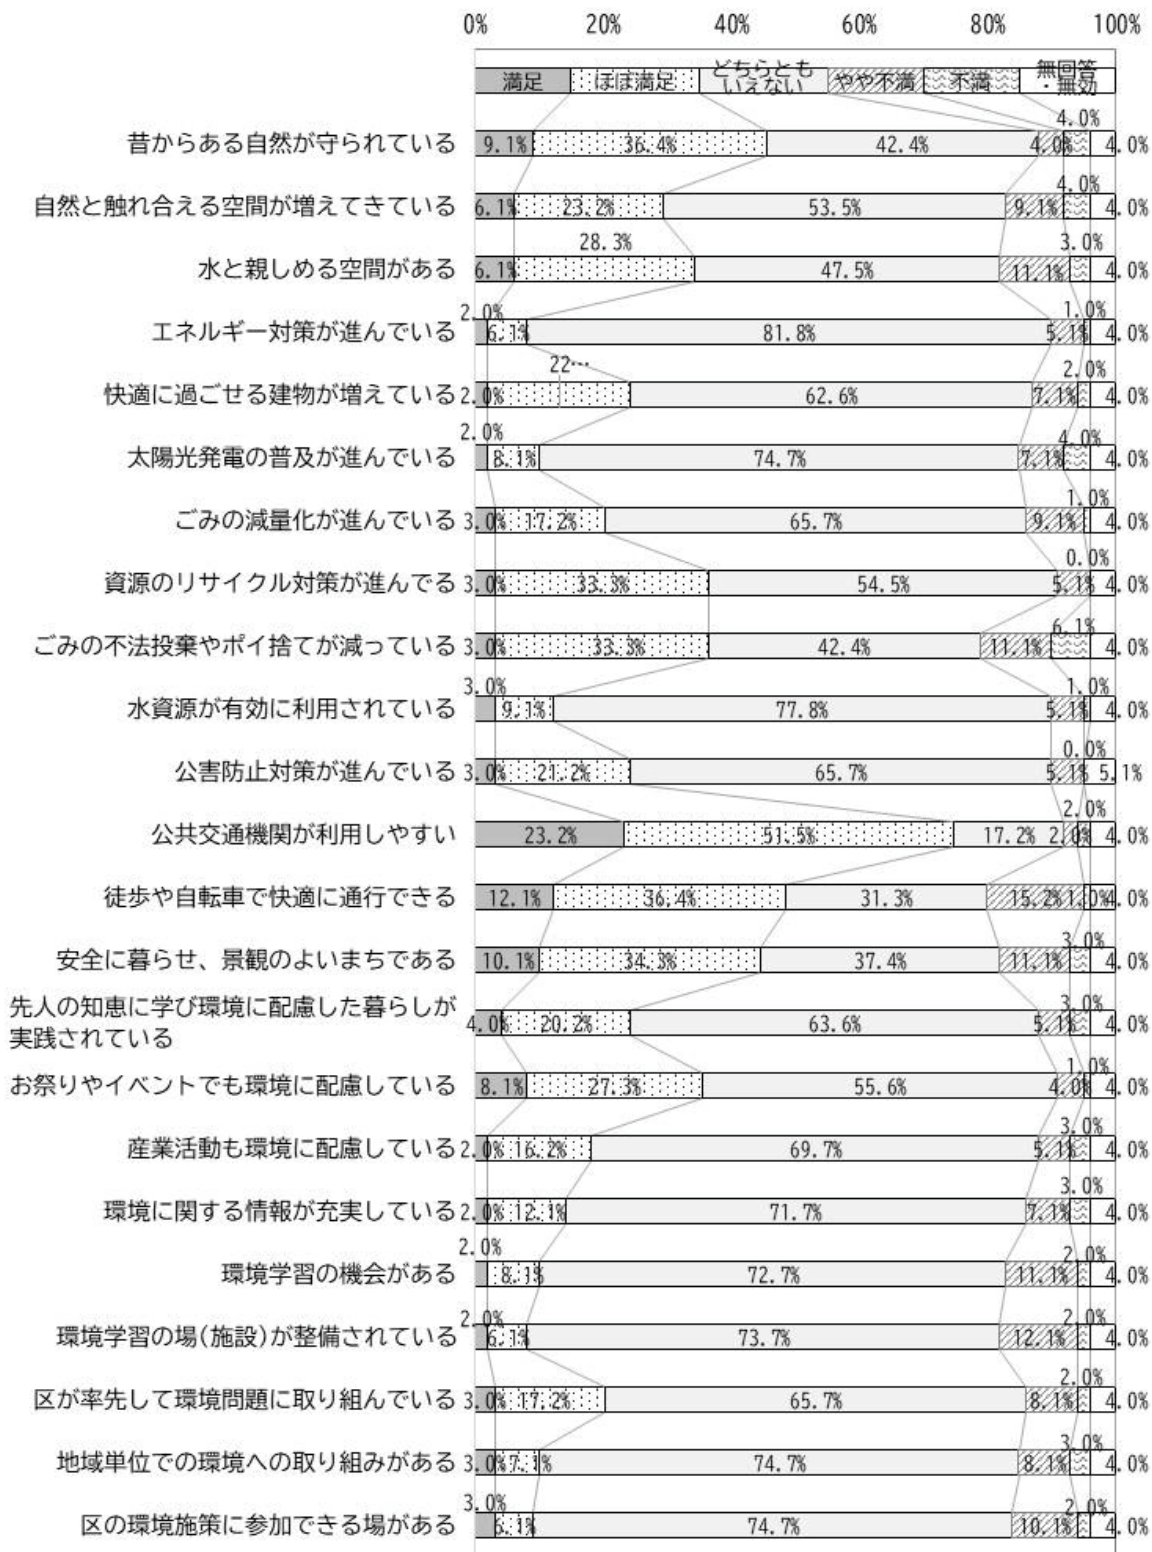 0% 20% 40% 60% 80% 100%
満足 ほぼ満足 どちらとも いえない やや不満 不満 無回答 ・無効
4.0%
昔からある自然が守られている 9.1% 36.4% 42.4% 4.0% 4.0%
4.0%
自然と触れ合える空間が増えてきている 6.1% 23.2% 53.5% 9.1% 4.0%
28.3% 3.0%
水と親しめる空間がある 6.1% 47.5% 11.1% 4.0%
2.0% 1.0%
エネルギー対策が進んでいる 6.1% 81.8% 5.1% 4.0%
22… 2.0%
快適に過ごせる建物が増えている 2.0% 62.6% 7.1% 4.0%
2.0% 4.0%
太陽光発電の普及が進んでいる 8.1% 74.7% 7.1% 4.0%
1.0%
ごみの減量化が進んでいる 3.0% 17.2% 65.7% 9.1% 4.0%
0.0%
資源のリサイクル対策が進んでる 3.0% 33.3% 54.5% 5.1% 4.0%
6.1%
ごみの不法投棄やポイ捨てが減っている 3.0% 33.3% 42.4% 11.1% 4.0%
3.0% 1.0%
水資源が有効に利用されている 9.1% 77.8% 5.1% 4.0%
0.0%
公害防止対策が進んでいる 3.0% 21.2% 65.7% 5.1% 5.1%
2.0%
公共交通機関が利用しやすい 23.2% 51.5% 17.2% 2.0% 4.0%
徒歩や自転車で快適に通行できる 12.1% 36.4% 31.3% 15.2% 1.0% 4.0%
3.0%
安全に暮らせ、景観のよいまちである 10.1% 34.3% 37.4% 11.1% 4.0%
3.0%
先人の知恵に学び環境に配慮した暮らしが
実践されている 4.0% 20.2% 63.6% 5.1% 4.0%
1.0%
お祭りやイベントでも環境に配慮している 8.1% 27.3% 55.6% 4.0% 4.0%
3.0%
産業活動も環境に配慮している 2.0% 16.2% 69.7% 5.1% 4.0%
3.0%
環境に関する情報が充実している 2.0% 12.1% 71.7% 7.1% 4.0%
2.0% 2.0%
環境学習の機会がある 8.1% 72.7% 11.1% 4.0%
2.0% 2.0%
環境学習の場(施設)が整備されている 6.1% 73.7% 12.1% 4.0%
2.0%
区が率先して環境問題に取り組んでいる 3.0% 17.2% 65.7% 8.1% 4.0%
3.0%
地域単位での環境への取り組みがある 3.0% 7.1% 74.7% 8.1% 4.0%
3.0% 2.0%
区の環境施策に参加できる場がある 6.1% 74.7% 10.1% 4.0%